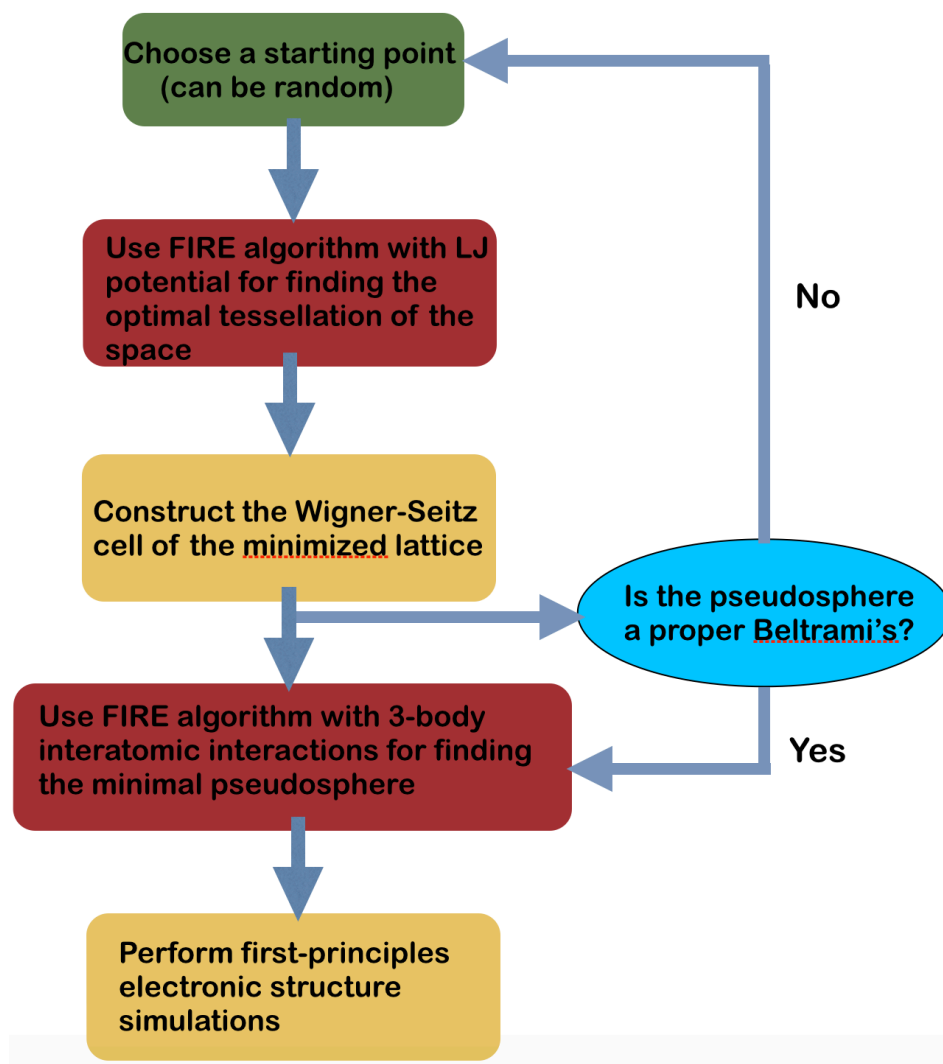 Choose a starting point
(can be random)
Use FIRE algorithm with LJ
potential for finding the
optimal tessellation of the
space
No
Construct the Wigner-Seitz
cell of the minimized lattice
Is the pseudosphere
a proper Beltrami's?
Use FIRE algorithm with 3-body
interatomic interactions for finding
the minimal pseudosphere
Yes
Perform first-principles
electronic structure
simulations